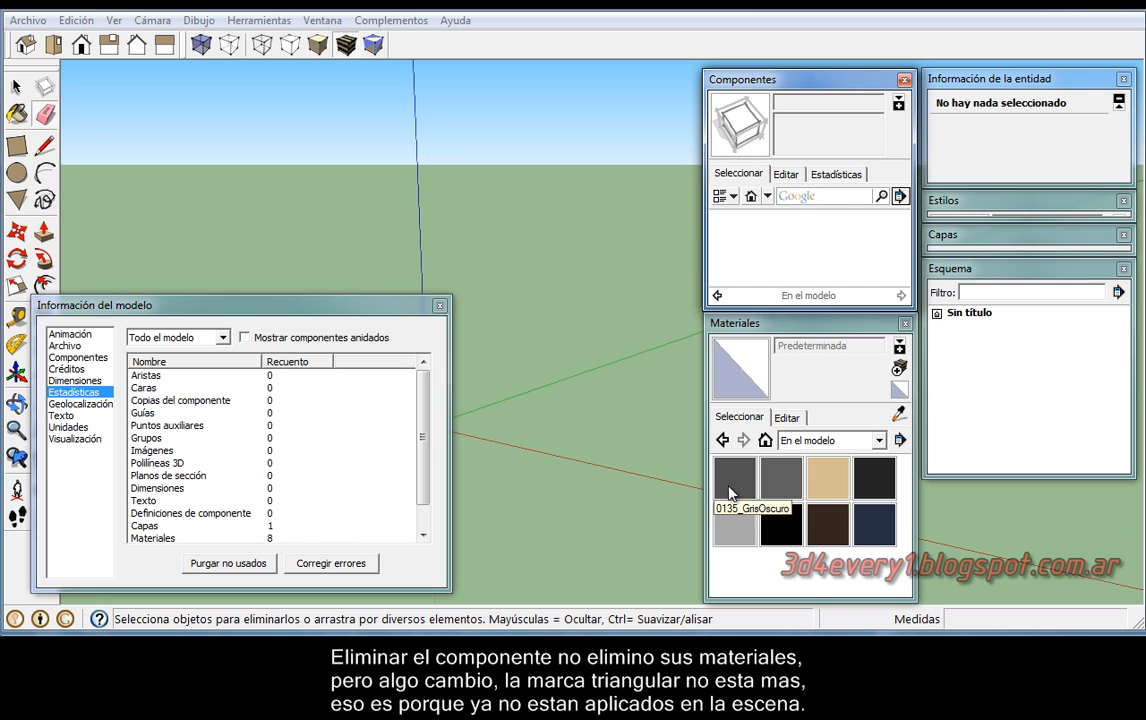 Archivo Edición Ver Cámara Dibujo Herramientas Ventana Complementos Ayuda
Componentes
Seleccionar Editar Estadísticas
Google
En el modelo
Información de la entidad
No hay nada seleccionado
Estilos
Capas
Esquema
Filtro:
Sin título
Información del modelo
Animación
Archivo
Componentes
Créditos
Dimensiones
Estadísticas
Geolocalización
Texto
Unidades
Visualización
Todo el modelo Mostrar componentes anidados
Nombre Recuento
Aristas 0
Caras 0
Copias del componente 0
Guías 0
Puntos auxiliares 0
Grupos 0
Imágenes 0
Polilíneas 3D 0
Planos de sección 0
Dimensiones 0
Texto 0
Definiciones de componente 0
Capas 1
Materiales 8
Purgar no usados Corregir errores
Materiales
Predeterminada
Seleccionar Editar
En el modelo
0135_GrisOscuro
3d4every1.blogspot.com.ar
Selecciona objetos para eliminarlos o arrastra por diversos elementos. Mayúsculas = Ocultar, Ctrl= Suavizar/alisar Medidas
Eliminar el componente no elimino sus materiales,
pero algo cambio, la marca triangular no esta mas,
eso es porque ya no estan aplicados en la escena.